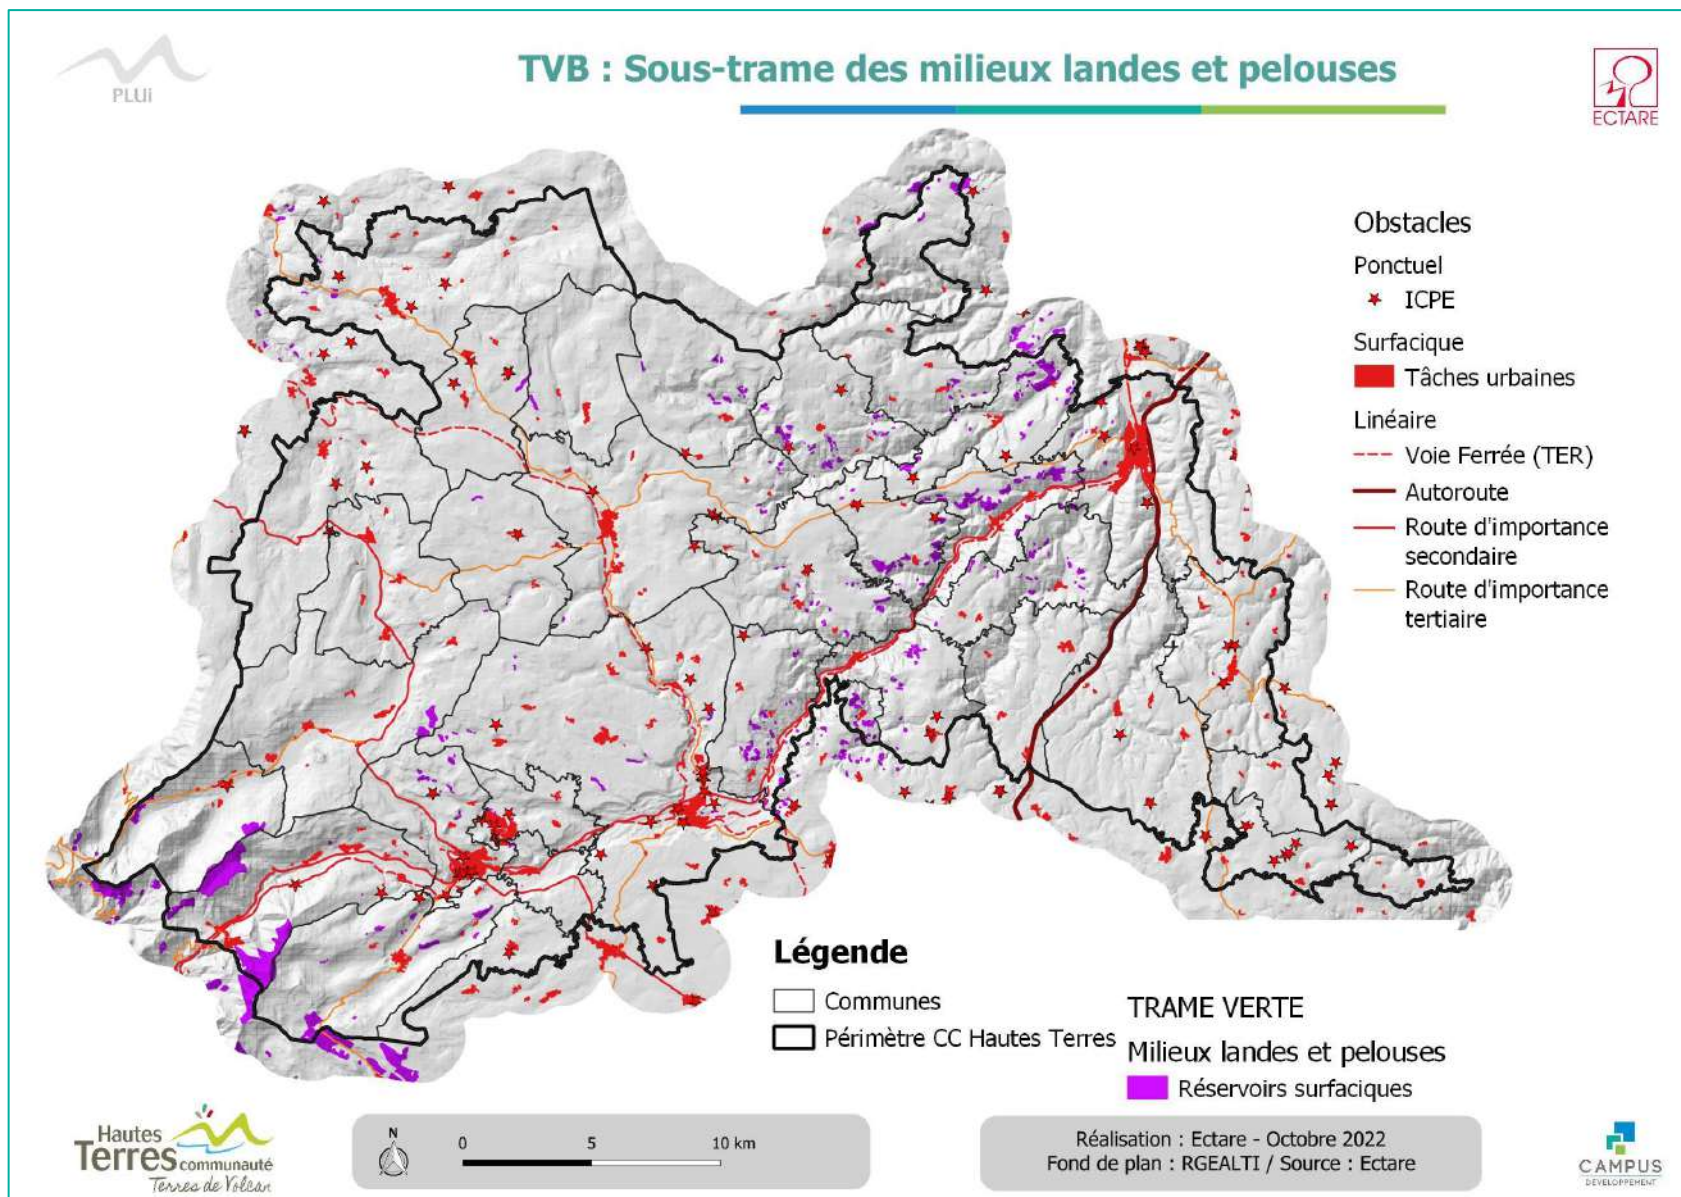 PLUi
TVB : Sous-trame des milieux landes et pelouses
ECTARE
Obstacles
Ponctuel
ICPE
Surfacique
Tâches urbaines
Linéaire
Voie Ferrée (TER)
Autoroute
Route d'importance
secondaire
Route d'importance
tertiaire
Légende
Communes
Périmètre CC Hautes Terres
TRAME VERTE
Milieux landes et pelouses
Réservoirs surfaciques
Hautes
Terres communauté
Terres de Volcan
N
0 5 10 km
Réalisation : Ectare - Octobre 2022
Fond de plan : RGEALTI / Source : Ectare
CAMPUS
DEVELOPPEMENT